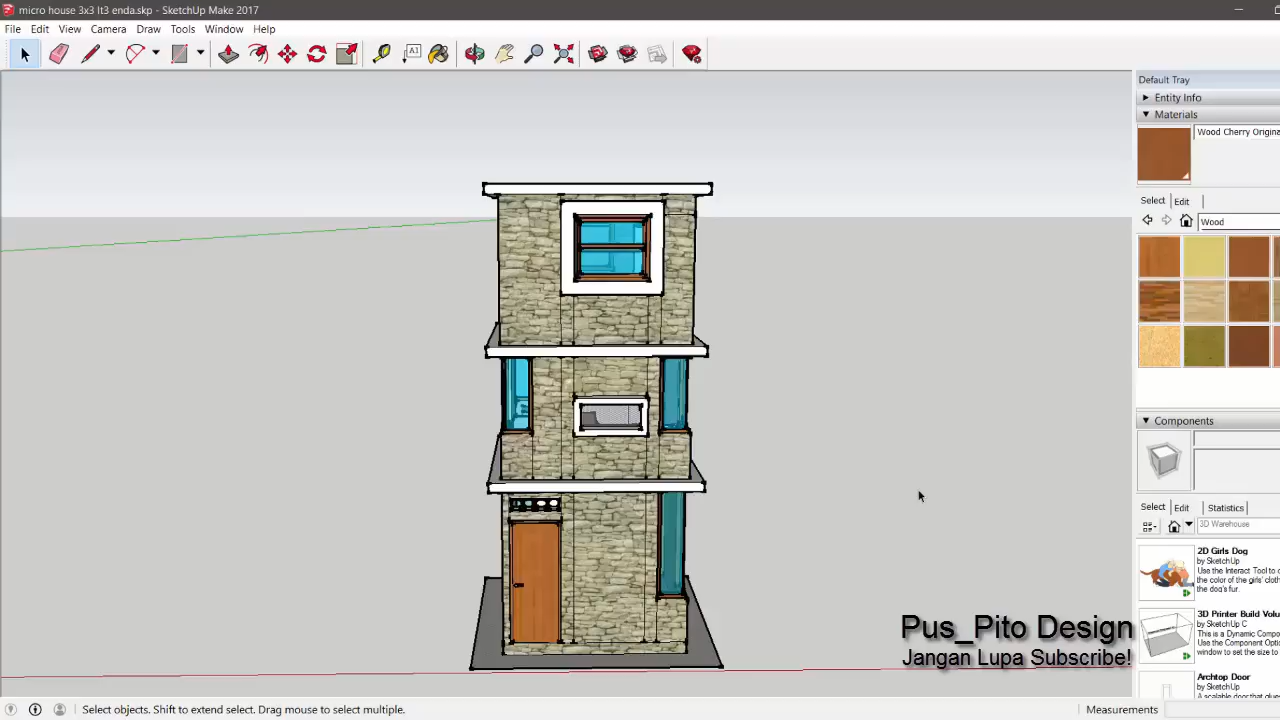 micro house 3x3 lt3 enda.skp - SketchUp Make 2017
File Edit View Camera Draw Tools Window Help
A1
Default Tray
Entity Info
Materials
Wood Cherry Origina
Select Edit
Wood
Components
Select Edit Statistics
3D Warehouse
2D Girls Dog
by SketchUp
Use the Interact Tool to c
the color of the girls' cloth
the dog's fur.
3D Printer Build Volu
by SketchUp C
This is a Dynamic Compo
Use the Component Optio
window to set the size to
Archtop Door
by SketchUp
Pus_Pito Design
Jangan Lupa Subscribe!
Select objects. Shift to extend select. Drag mouse to select multiple.
Measurements